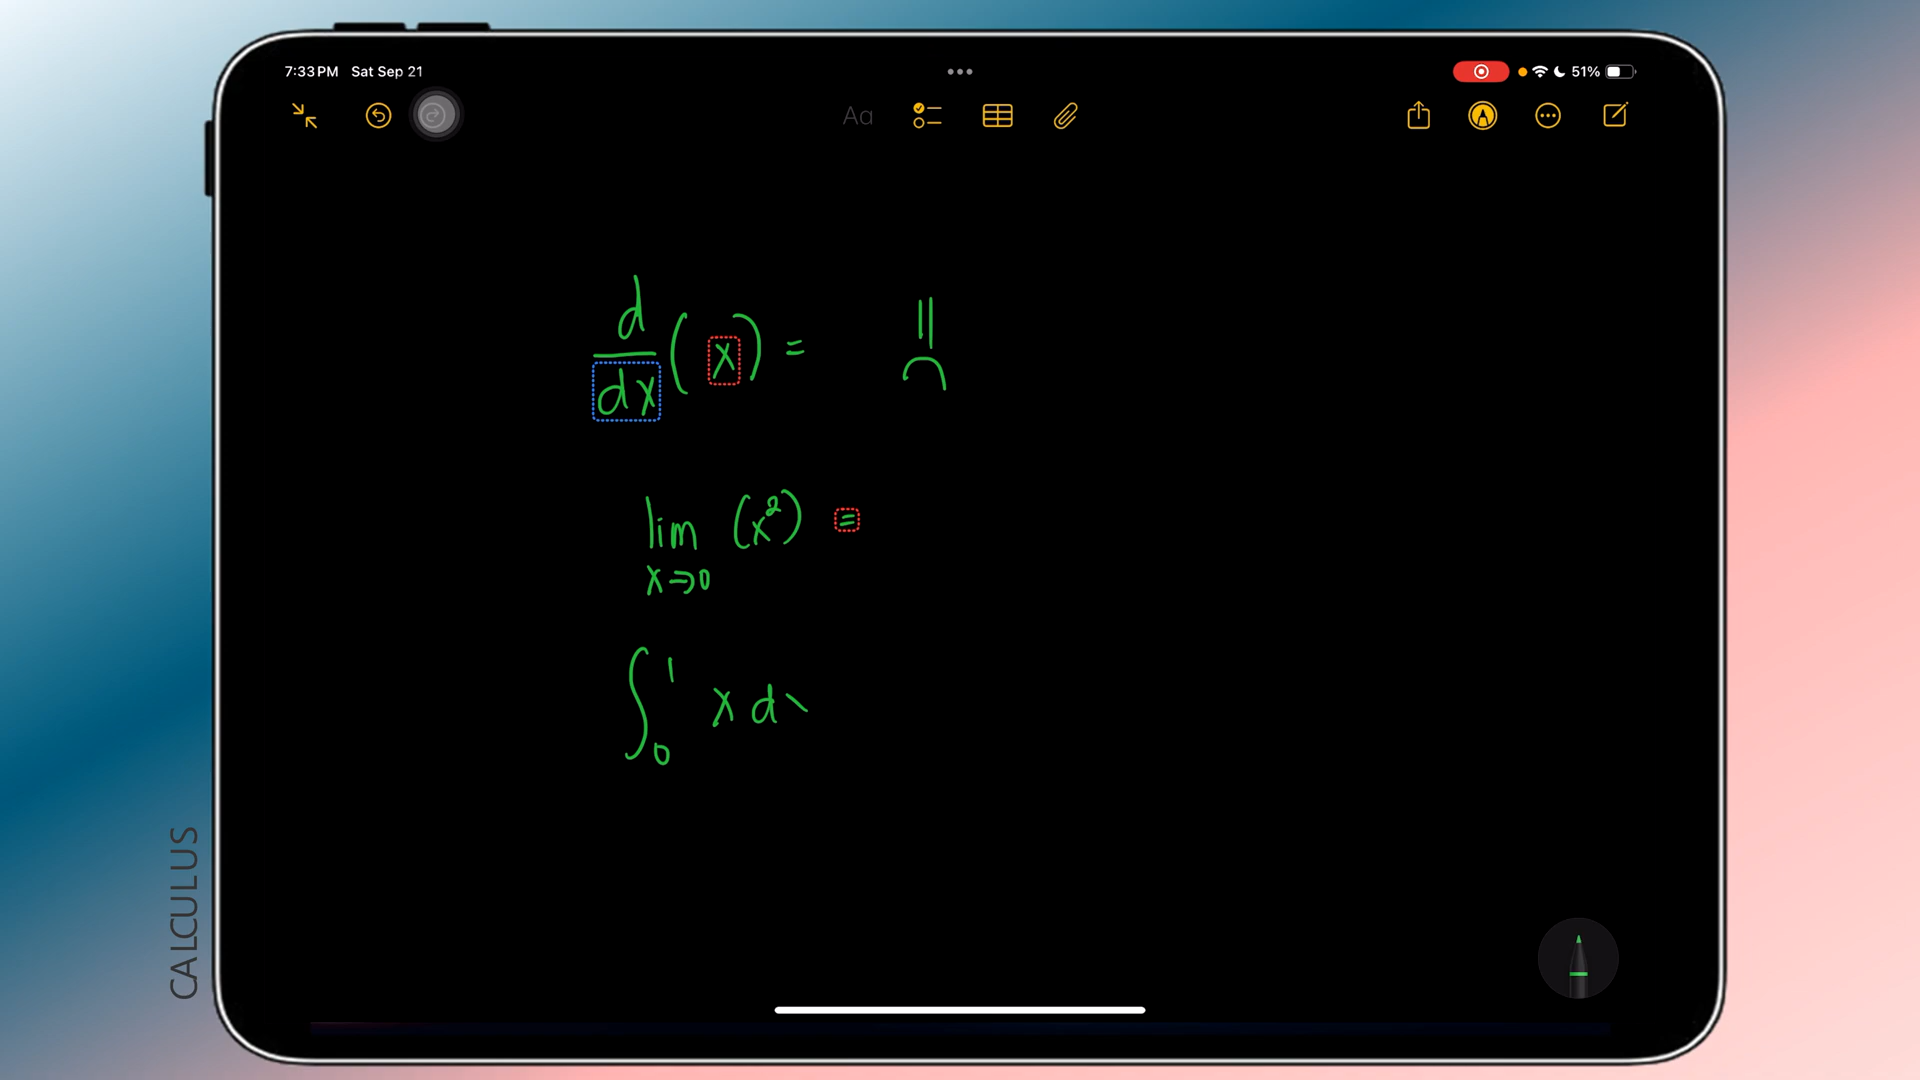 7:33 PM Sat Sep 21
51%
Aa
d/dx (x) =
lim (x²) =
x→0
∫₀¹ x d
CALCULUS